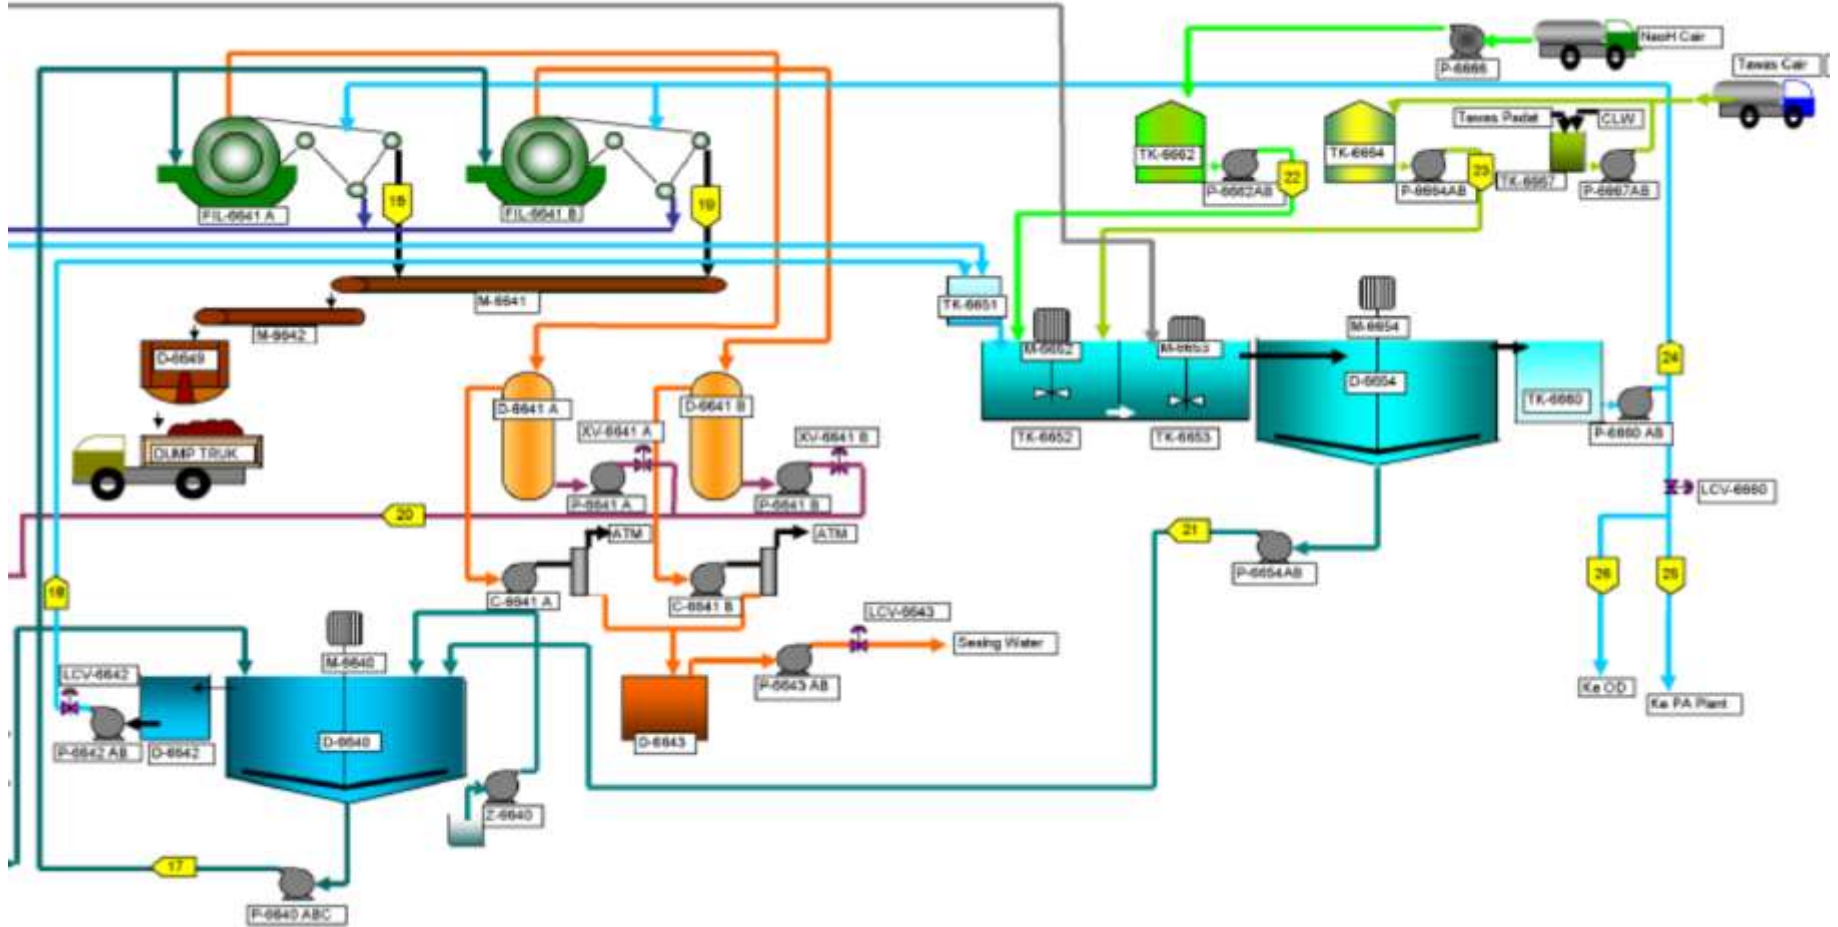 NaoH Cair
P-6666
Tawas Cair
Tawas Padat
CLW
TK-6662
TK-6664
P-6662AB
22
P-6664AB
23
TK-6667
P-6667AB
FIL-6641 A
FIL-6641 B
19
M-6641
M-6642
TK-6651
D-6649
DUMP TRUK
M-6652
M-6653
M-6654
D-6654
24
TK-6660
P-6660 AB
TK-6652
TK-6653
D-6641 A
D-6641 B
XV-6641 A
XV-6641 B
P-6641 A
P-6641 B
LCV-6660
20
ATM
ATM
21
P-6654AB
26
25
18
C-6641 A
C-6641 B
LCV-6643
Sealing Water
M-6640
LCV-6642
P-6643 AB
Ke OD
Ke PA Plant
D-6640
D-6643
P-6642 AB
D-6642
Z-6640
17
P-6640 ABC